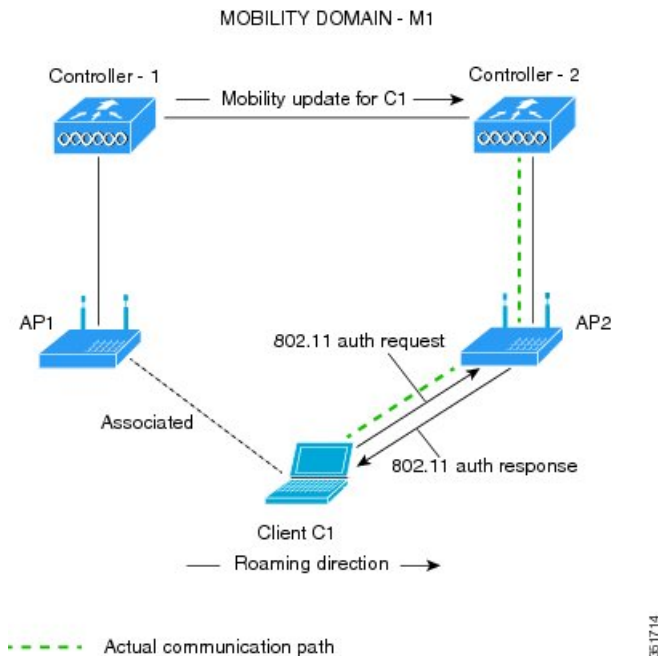 MOBILITY DOMAIN - M1
Controller - 1
Controller - 2
Mobility update for C1
AP1
AP2
802.11 auth request
Associated
802.11 auth response
Client C1
Roaming direction
Actual communication path
351714